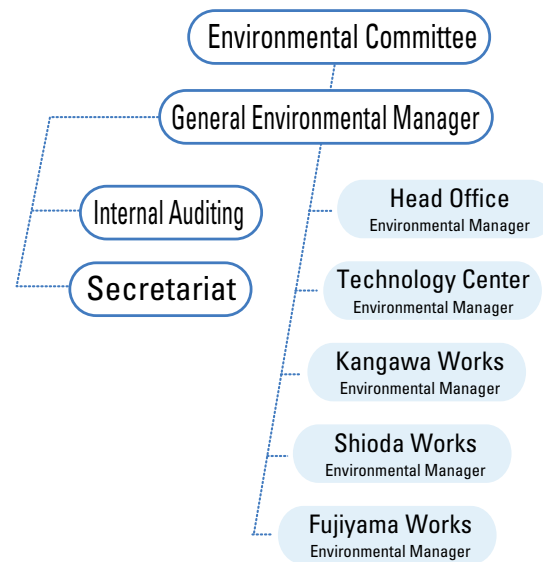 Environmental Committee
General Environmental Manager
Internal Auditing
Secretariat
Head Office
Environmental Manager
Technology Center
Environmental Manager
Kangawa Works
Environmental Manager
Shioda Works
Environmental Manager
Fujiyama Works
Environmental Manager